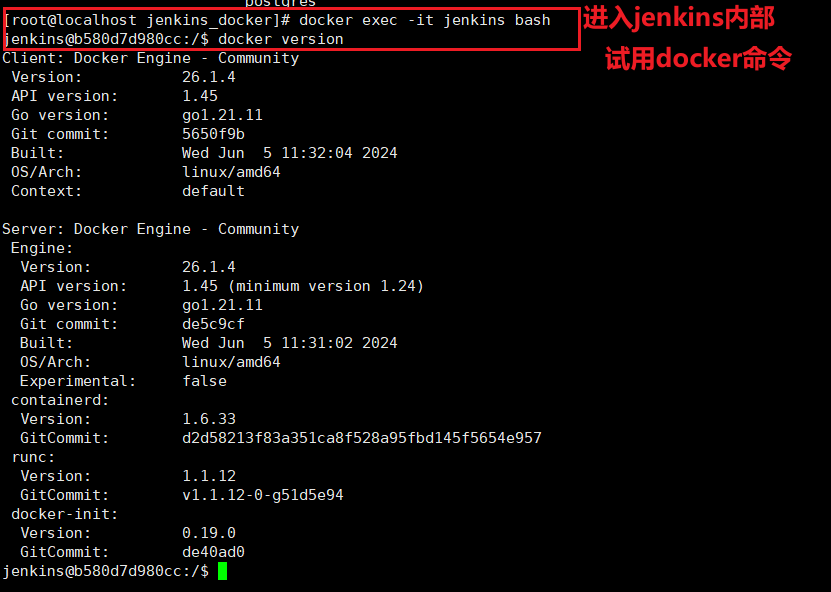 postgres
[root@localhost jenkins_docker]# docker exec -it jenkins bash
进入jenkins内部
jenkins@b580d7d980cc:/$ docker version
试用docker命令
Client: Docker Engine - Community
Version: 26.1.4
API version: 1.45
Go version: go1.21.11
Git commit: 5650f9b
Built: Wed Jun 5 11:32:04 2024
OS/Arch: linux/amd64
Context: default
Server: Docker Engine - Community
Engine:
Version: 26.1.4
API version: 1.45 (minimum version 1.24)
Go version: go1.21.11
Git commit: de5c9cf
Built: Wed Jun 5 11:31:02 2024
OS/Arch: linux/amd64
Experimental: false
containerd:
Version: 1.6.33
GitCommit: d2d58213f83a351ca8f528a95fbd145f5654e957
runc:
Version: 1.1.12
GitCommit: v1.1.12-0-g51d5e94
docker-init:
Version: 0.19.0
GitCommit: de40ad0
jenkins@b580d7d980cc:/$